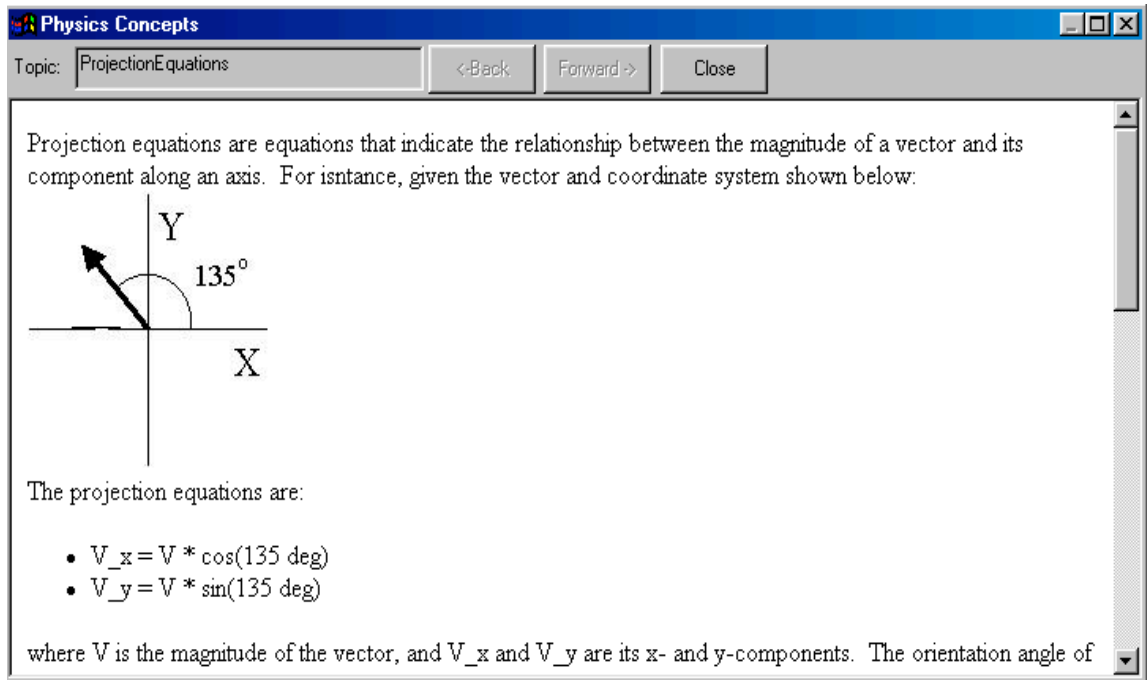 Physics Concepts
Topic: ProjectionEquations <-Back Forward -> Close
Projection equations are equations that indicate the relationship between the magnitude of a vector and its
component along an axis. For isntance, given the vector and coordinate system shown below:
Y
135°
X
The projection equations are:
• V_x = V * cos(135 deg)
• V_y = V * sin(135 deg)
where V is the magnitude of the vector, and V_x and V_y are its x- and y-components. The orientation angle of